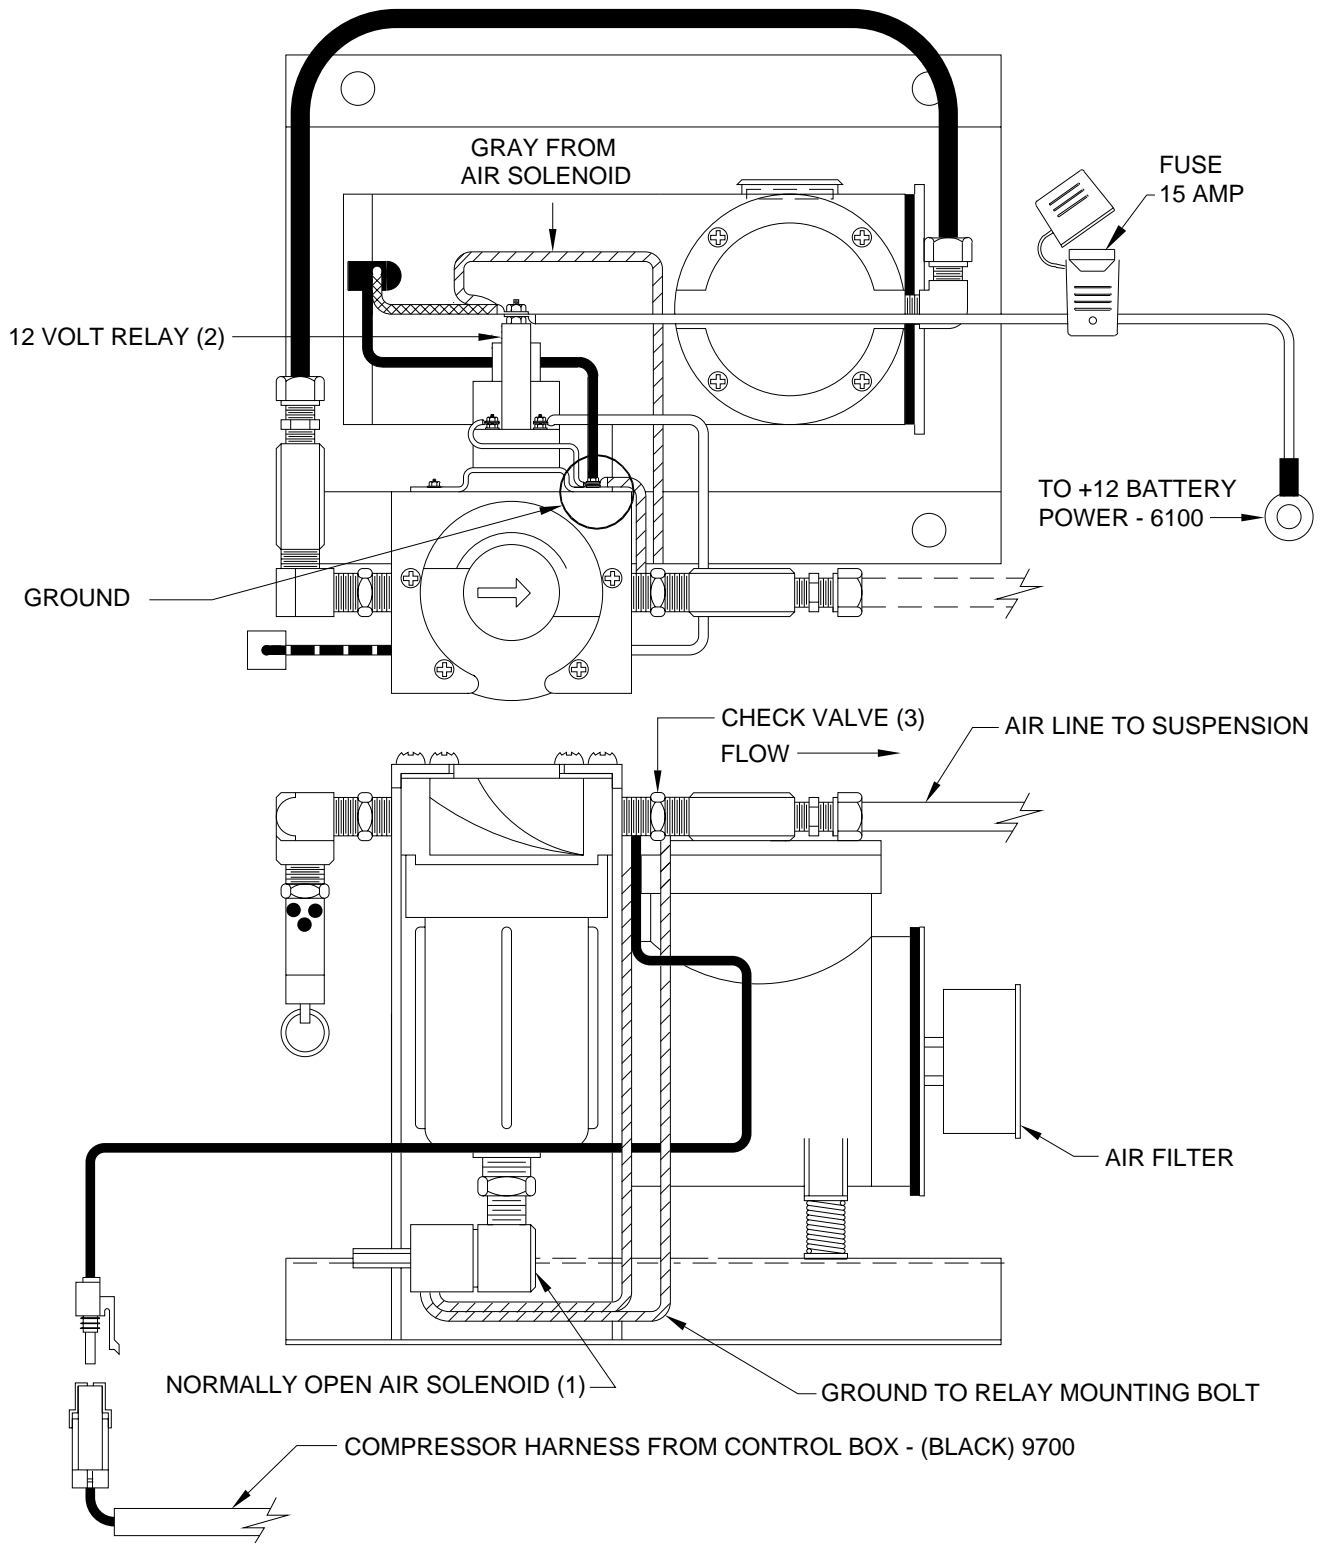 GRAY FROM
AIR SOLENOID
FUSE
15 AMP
12 VOLT RELAY (2)
TO +12 BATTERY
POWER - 6100
GROUND
CHECK VALVE (3)
FLOW
AIR LINE TO SUSPENSION
AIR FILTER
NORMALLY OPEN AIR SOLENOID (1)
GROUND TO RELAY MOUNTING BOLT
COMPRESSOR HARNESS FROM CONTROL BOX - (BLACK) 9700